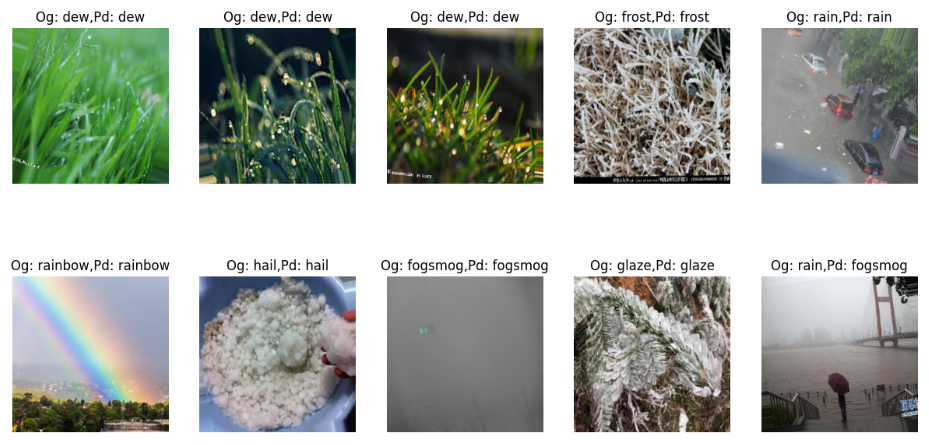 Og: dew,Pd: dew
Og: dew,Pd: dew
Og: dew,Pd: dew
Og: frost,Pd: frost
Og: rain,Pd: rain
Og: rainbow,Pd: rainbow
Og: hail,Pd: hail
Og: fogsmog,Pd: fogsmog
Og: glaze,Pd: glaze
Og: rain,Pd: fogsmog